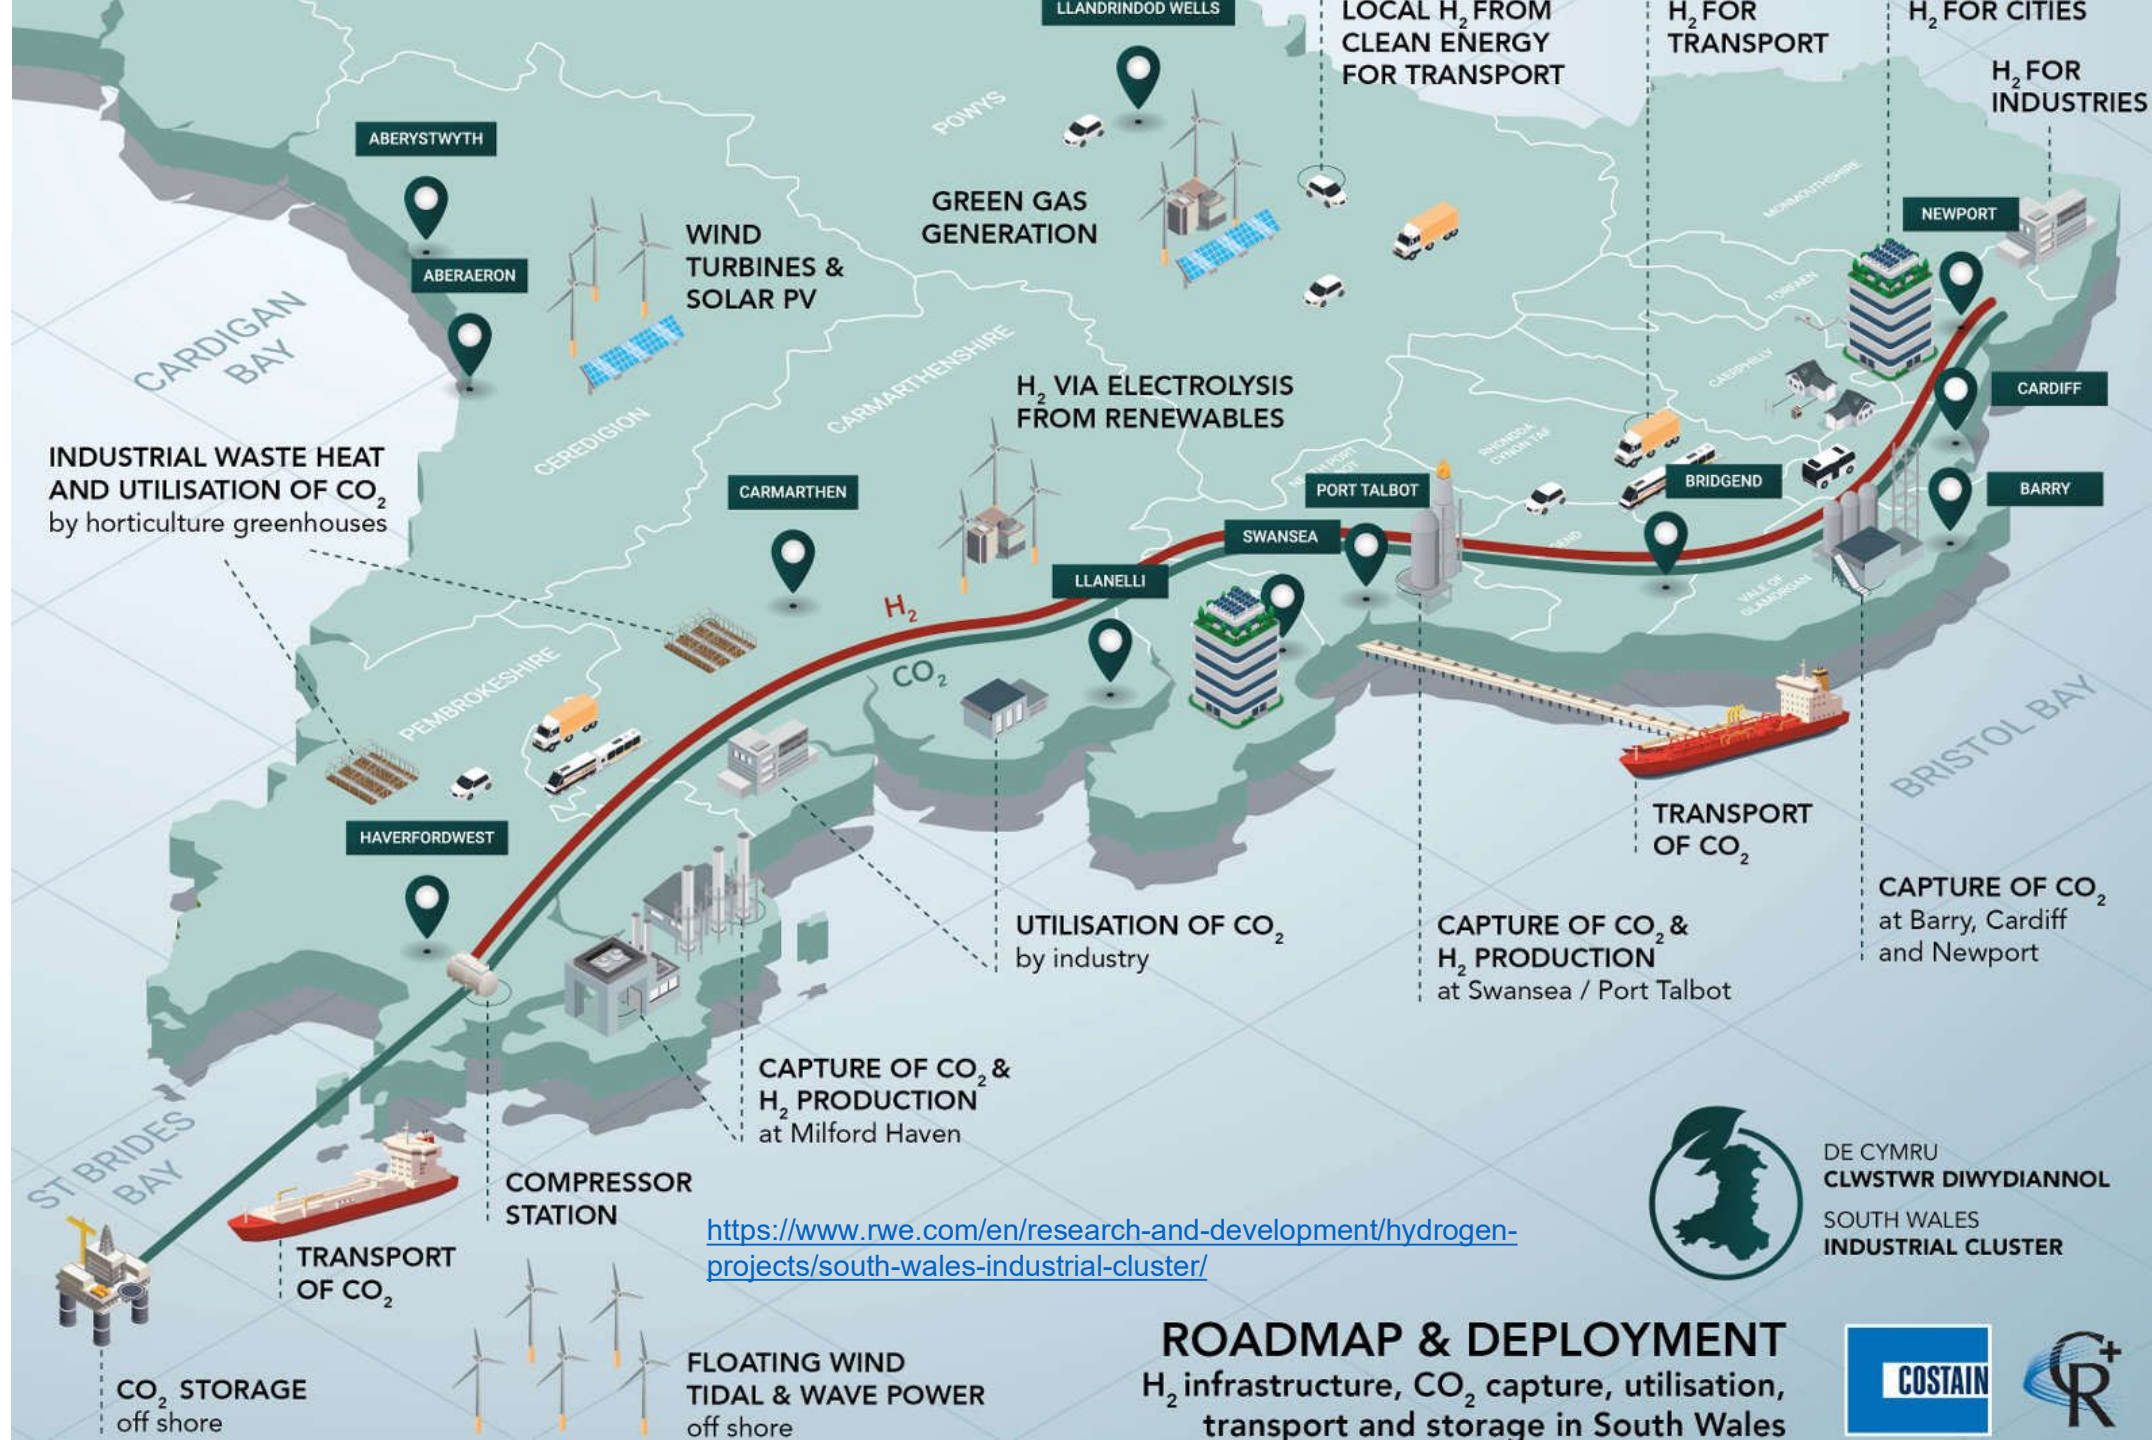 LLANDRINDOD WELLS
LOCAL H₂ FROM
CLEAN ENERGY
FOR TRANSPORT
H₂ FOR
TRANSPORT
H₂ FOR CITIES
H₂ FOR
INDUSTRIES
ABERYSTWYTH
POWYS
MONMOUTHSHIRE
GREEN GAS
GENERATION
NEWPORT
WIND
TURBINES &
SOLAR PV
ABERAERON
TORFAEN
CARDIGAN
BAY
CARMARTHENSHIRE
CAERPHILLY
H₂ VIA ELECTROLYSIS
FROM RENEWABLES
CARDIFF
CEREDIGION
RHONDDA
CYNON TAF
INDUSTRIAL WASTE HEAT
AND UTILISATION OF CO₂
by horticulture greenhouses
CARMARTHEN
PORT TALBOT
BRIDGEND
BARRY
SWANSEA
LLANELLI
VALE OF
GLAMORGAN
H₂
CO₂
PEMBROKESHIRE
BRISTOL BAY
HAVERFORDWEST
TRANSPORT
OF CO₂
UTILISATION OF CO₂
by industry
CAPTURE OF CO₂ &
H₂ PRODUCTION
at Swansea / Port Talbot
CAPTURE OF CO₂
at Barry, Cardiff
and Newport
CAPTURE OF CO₂ &
H₂ PRODUCTION
at Milford Haven
ST BRIDES
BAY
COMPRESSOR
STATION
TRANSPORT
OF CO₂
https://www.rwe.com/en/research-and-development/hydrogen-
projects/south-wales-industrial-cluster/
DE CYMRU
CLWSTWR DIWYDIANNOL
SOUTH WALES
INDUSTRIAL CLUSTER
CO₂ STORAGE
off shore
FLOATING WIND
TIDAL & WAVE POWER
off shore
ROADMAP & DEPLOYMENT
H₂ infrastructure, CO₂ capture, utilisation,
transport and storage in South Wales
COSTAIN
CR+